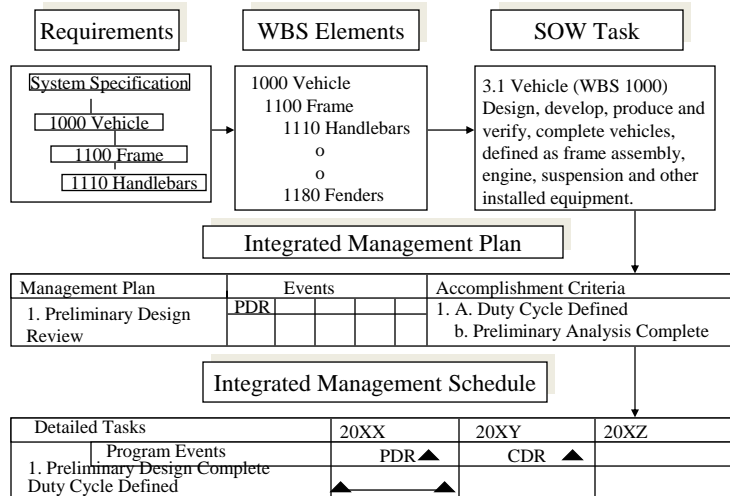 Requirements
WBS Elements
SOW Task
System Specification
1000 Vehicle
1100 Frame
1110 Handlebars
1000 Vehicle
1100 Frame
1110 Handlebars
o
o
1180 Fenders
3.1 Vehicle (WBS 1000)
Design, develop, produce and
verify, complete vehicles,
defined as frame assembly,
engine, suspension and other
installed equipment.
Integrated Management Plan
Management Plan
Events
Accomplishment Criteria
1. Preliminary Design
Review
PDR
1. A. Duty Cycle Defined
b. Preliminary Analysis Complete
Integrated Management Schedule
Detailed Tasks
20XX
20XY
20XZ
Program Events
PDR
CDR
1. Preliminary Design Complete
Duty Cycle Defined